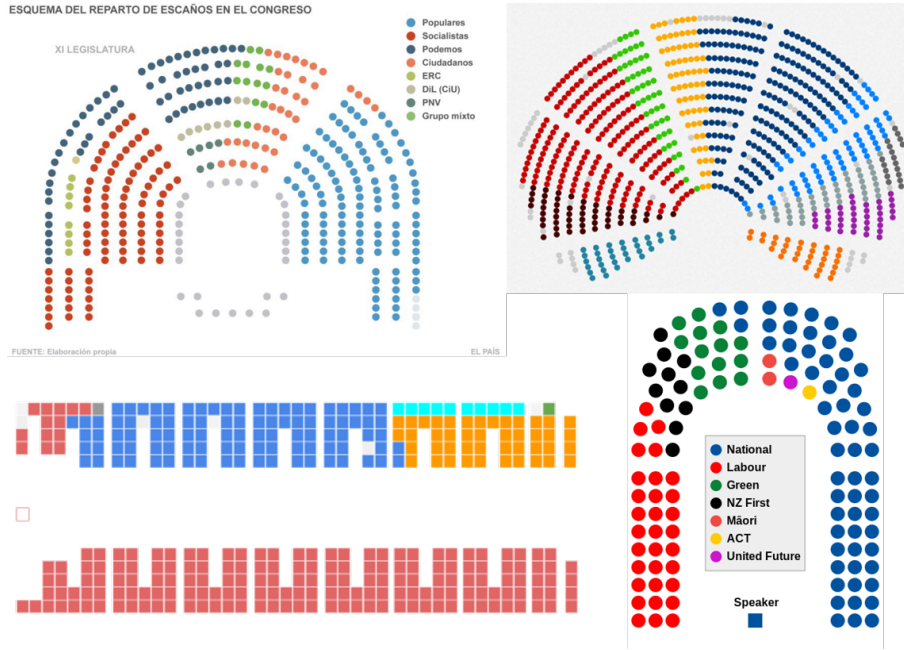 ESQUEMA DEL REPARTO DE ESCAÑOS EN EL CONGRESO
XI LEGISLATURA
Populares
Socialistas
Podemos
Ciudadanos
ERC
DiL (CiU)
PNV
Grupo mixto
FUENTE: Elaboración propia
EL PAÍS
National
Labour
Green
NZ First
Māori
ACT
United Future
Speaker